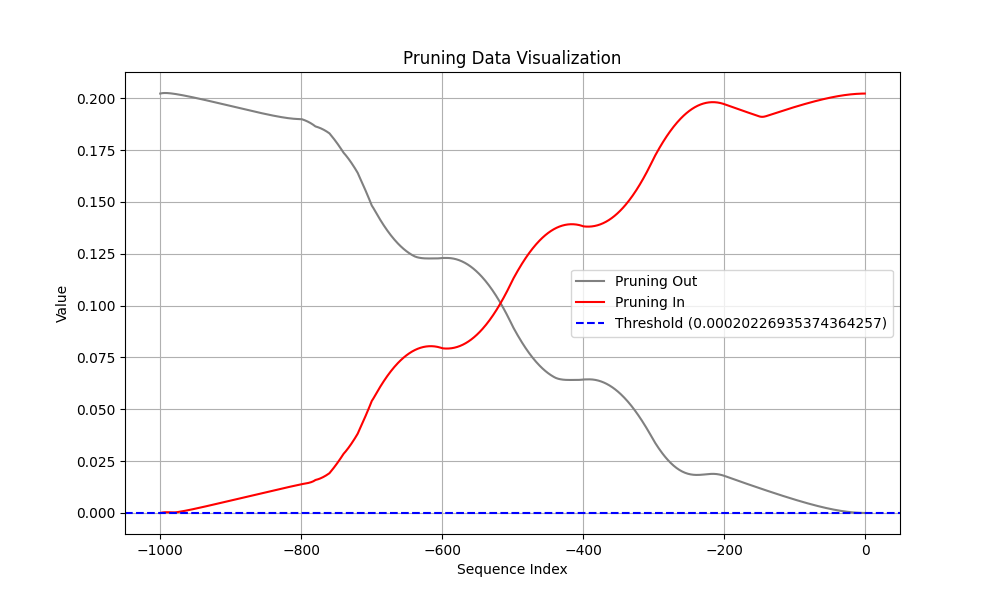 Pruning Data Visualization
0.200
0.175
0.150
0.125
0.100
0.075
0.050
0.025
0.000
Value
Pruning Out
Pruning In
Threshold (0.00020226935374364257)
−1000
−800
−600
−400
−200
0
Sequence Index